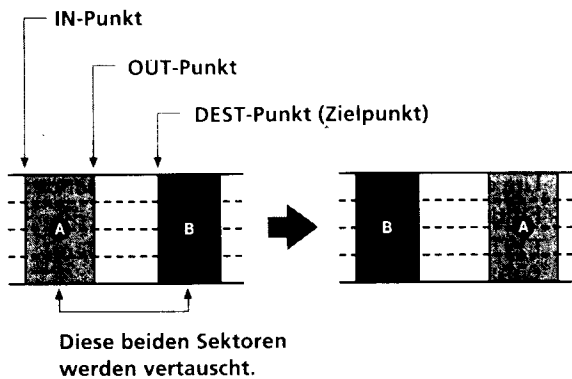 IN-Punkt
OUT-Punkt
DEST-Punkt (Zielpunkt)
A
B
B
A
Diese beiden Sektoren
werden vertauscht.